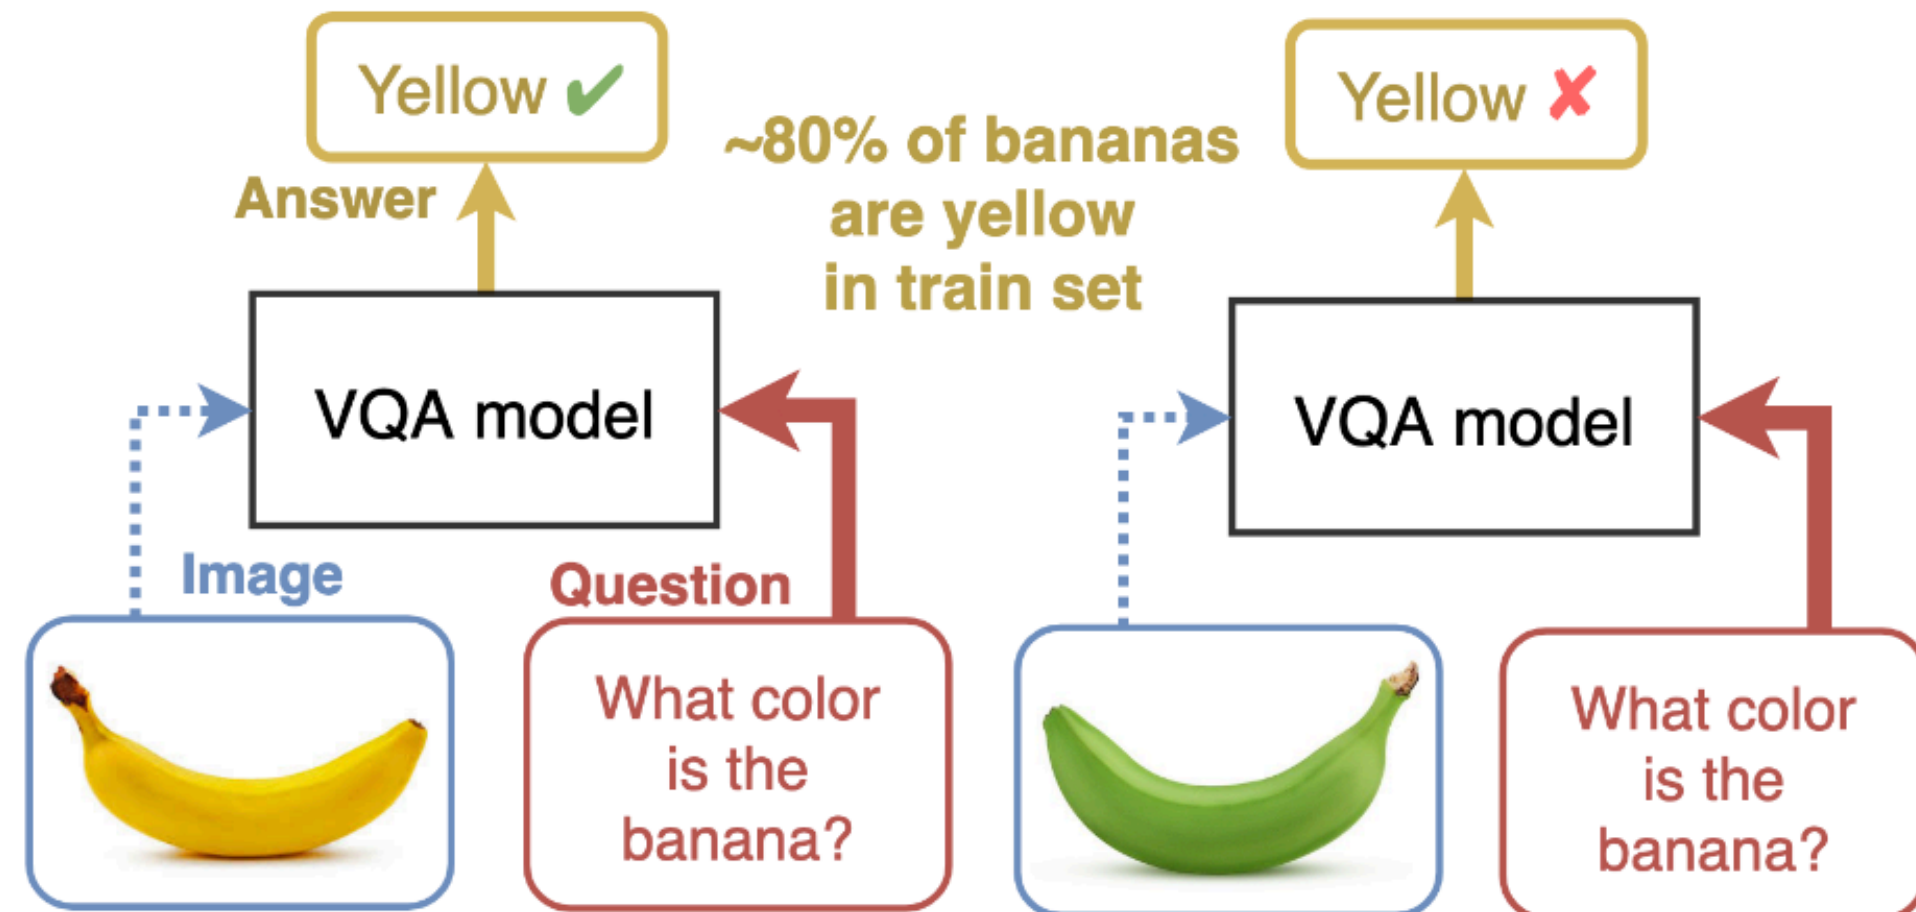 Yellow ✔
Answer
VQA model
Image
Question
What color
is the
banana?
~80% of bananas
are yellow
in train set
Yellow ✘
VQA model
What color
is the
banana?